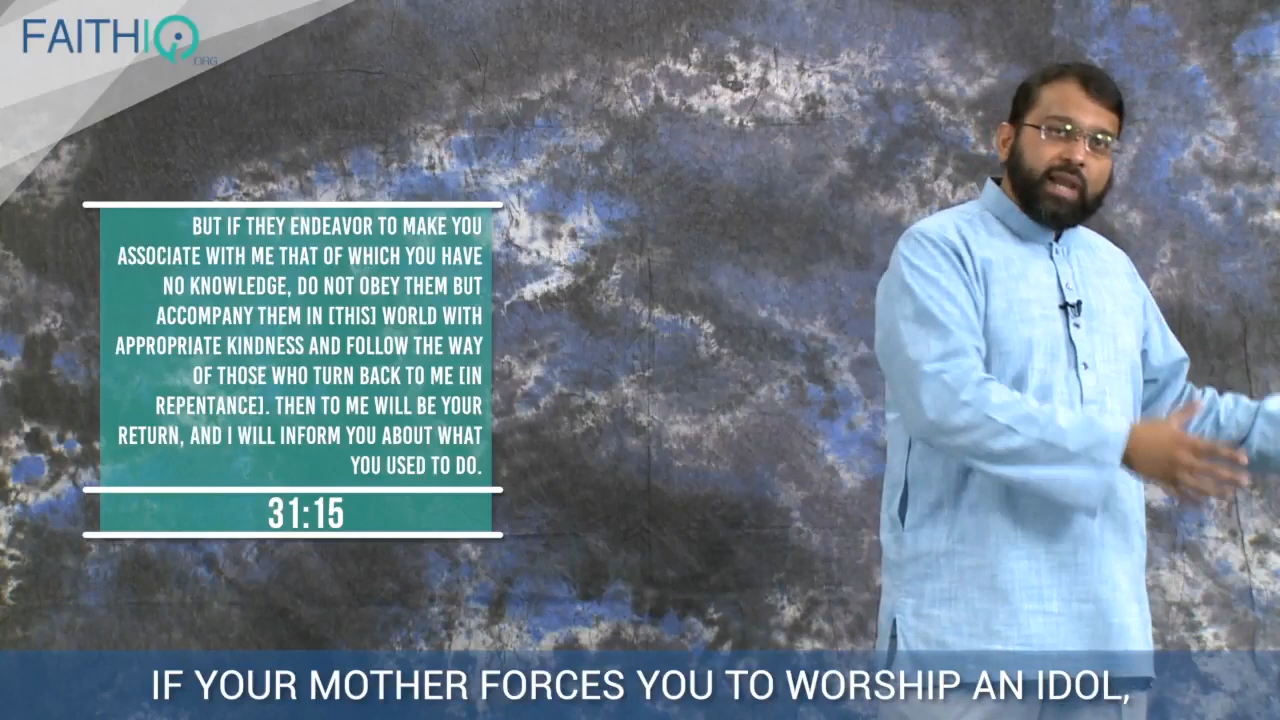 FAITHIQ
.ORG
BUT IF THEY ENDEAVOR TO MAKE YOU
ASSOCIATE WITH ME THAT OF WHICH YOU HAVE
NO KNOWLEDGE, DO NOT OBEY THEM BUT
ACCOMPANY THEM IN [THIS] WORLD WITH
APPROPRIATE KINDNESS AND FOLLOW THE WAY
OF THOSE WHO TURN BACK TO ME [IN
REPENTANCE]. THEN TO ME WILL BE YOUR
RETURN, AND I WILL INFORM YOU ABOUT WHAT
YOU USED TO DO.
31:15
IF YOUR MOTHER FORCES YOU TO WORSHIP AN IDOL,